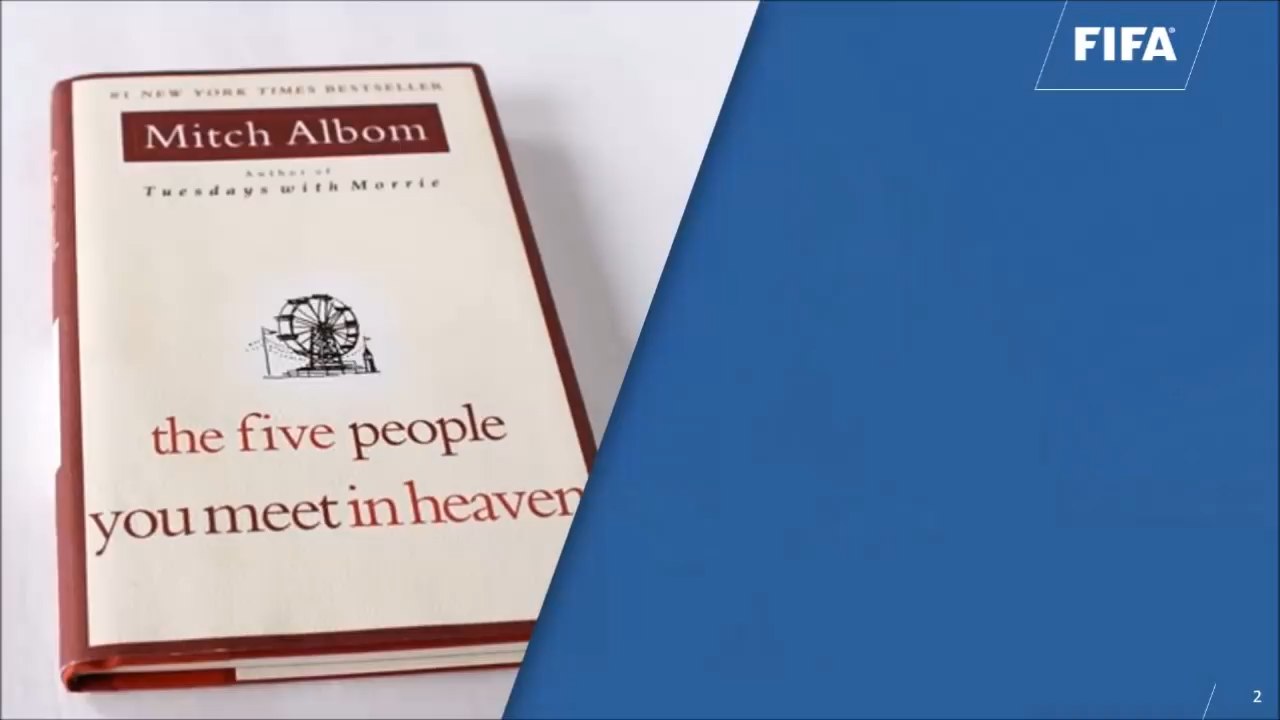 #1 NEW YORK TIMES BESTSELLER
Mitch Albom
Author of
Tuesdays with Morrie
the five people
you meet in heaven
FIFA®
2